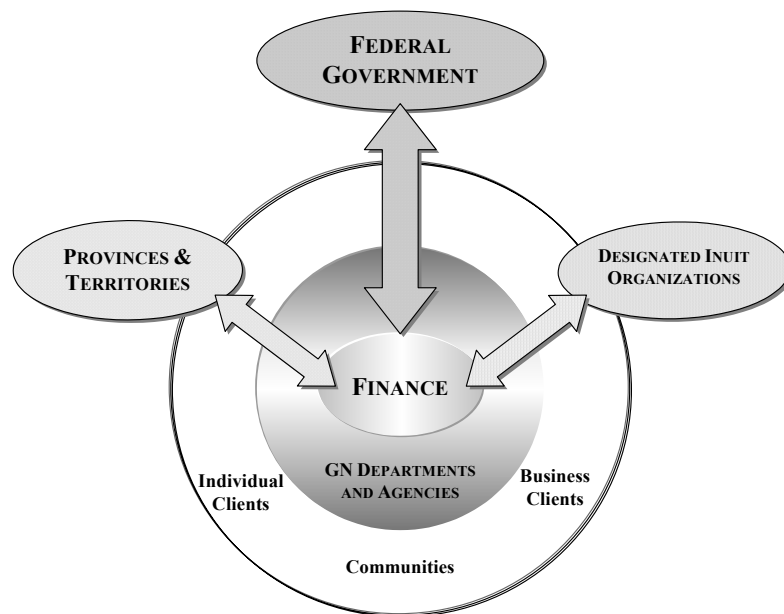 FEDERAL
GOVERNMENT
PROVINCES &
TERRITORIES
DESIGNATED INUIT
ORGANIZATIONS
FINANCE
GN DEPARTMENTS
AND AGENCIES
Individual
Clients
Business
Clients
Communities